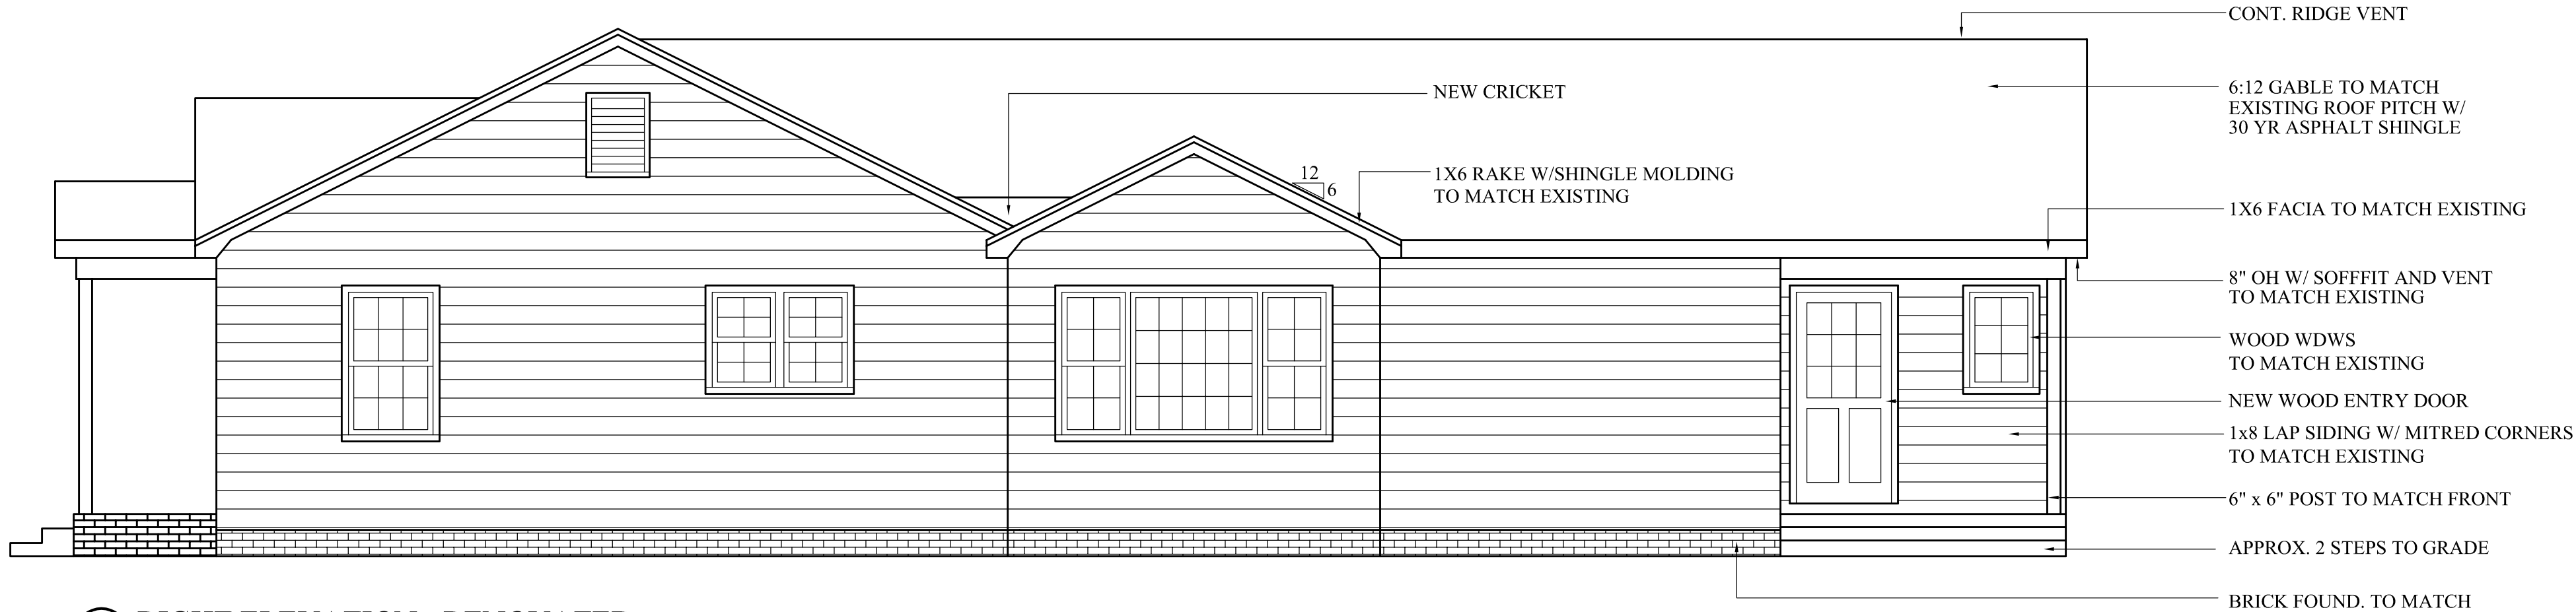 CONT. RIDGE VENT
NEW CRICKET
6:12 GABLE TO MATCH
EXISTING ROOF PITCH W/
30 YR ASPHALT SHINGLE
12
6
1X6 RAKE W/SHINGLE MOLDING
TO MATCH EXISTING
1X6 FACIA TO MATCH EXISTING
8" OH W/ SOFFFIT AND VENT
TO MATCH EXISTING
WOOD WDWS
TO MATCH EXISTING
NEW WOOD ENTRY DOOR
1x8 LAP SIDING W/ MITRED CORNERS
TO MATCH EXISTING
6" x 6" POST TO MATCH FRONT
APPROX. 2 STEPS TO GRADE
BRICK FOUND. TO MATCH